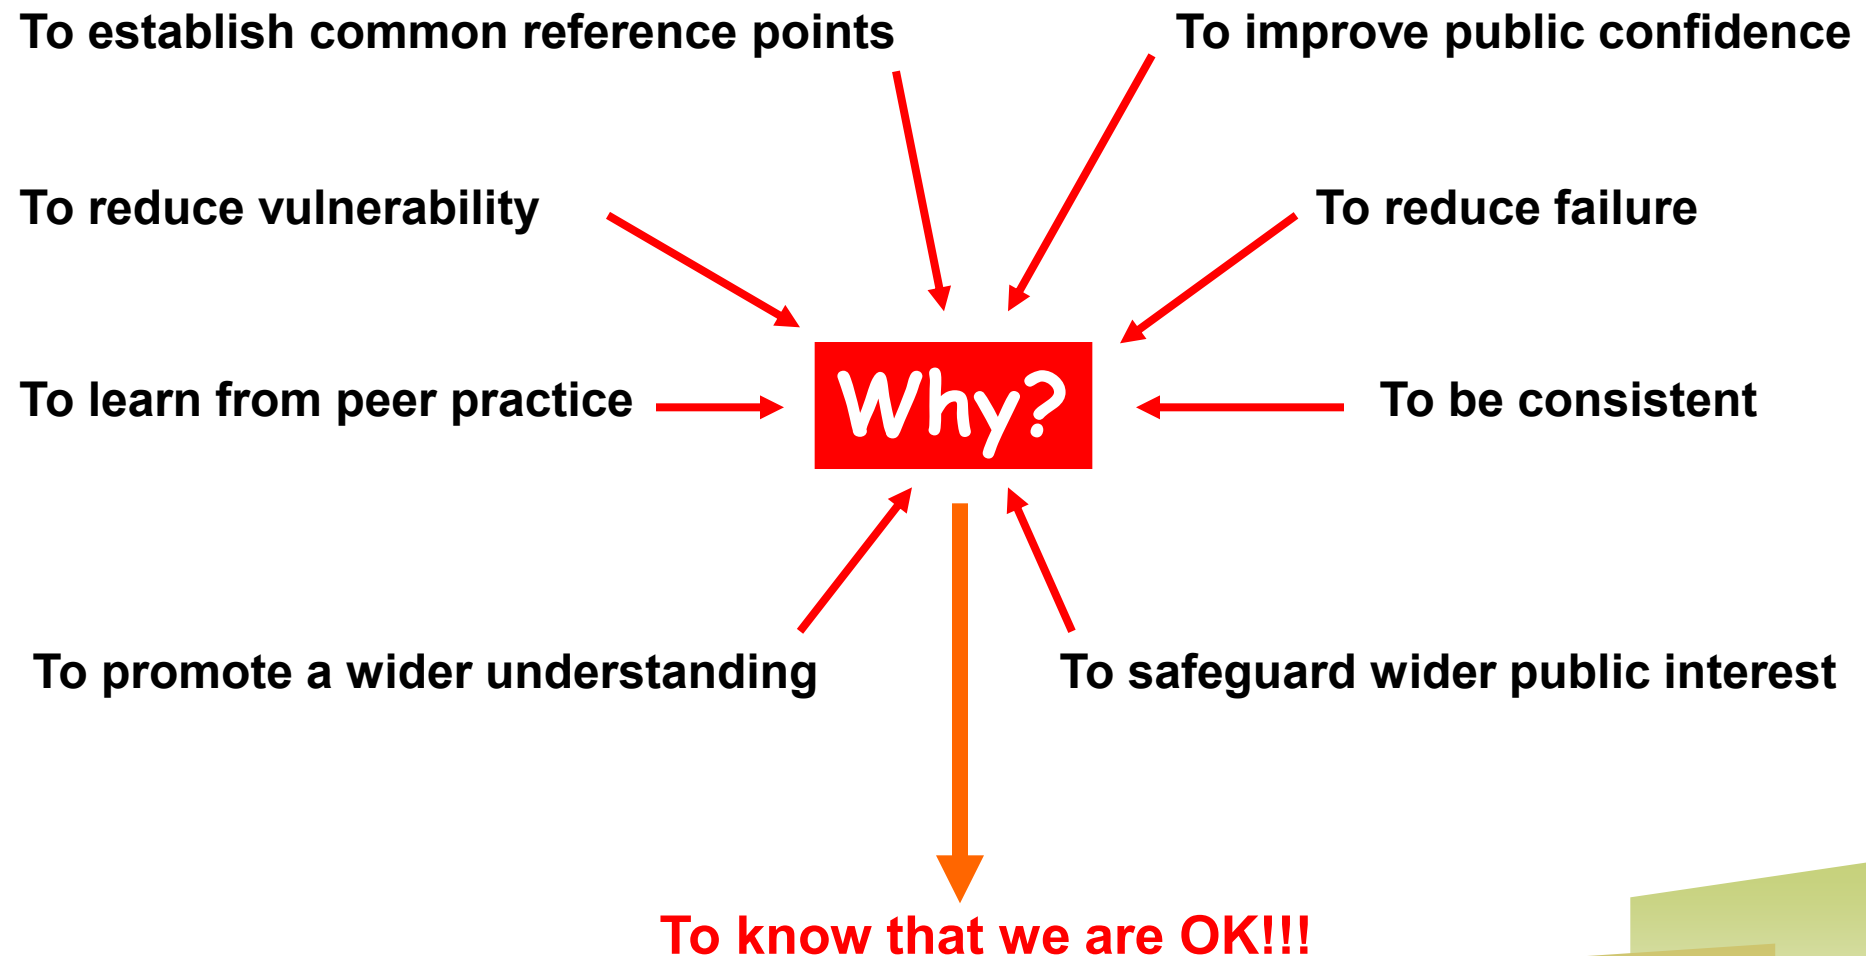 To establish common reference points
To improve public confidence
To reduce vulnerability
To reduce failure
Why?
To learn from peer practice
To be consistent
To promote a wider understanding
To safeguard wider public interest
To know that we are OK!!!